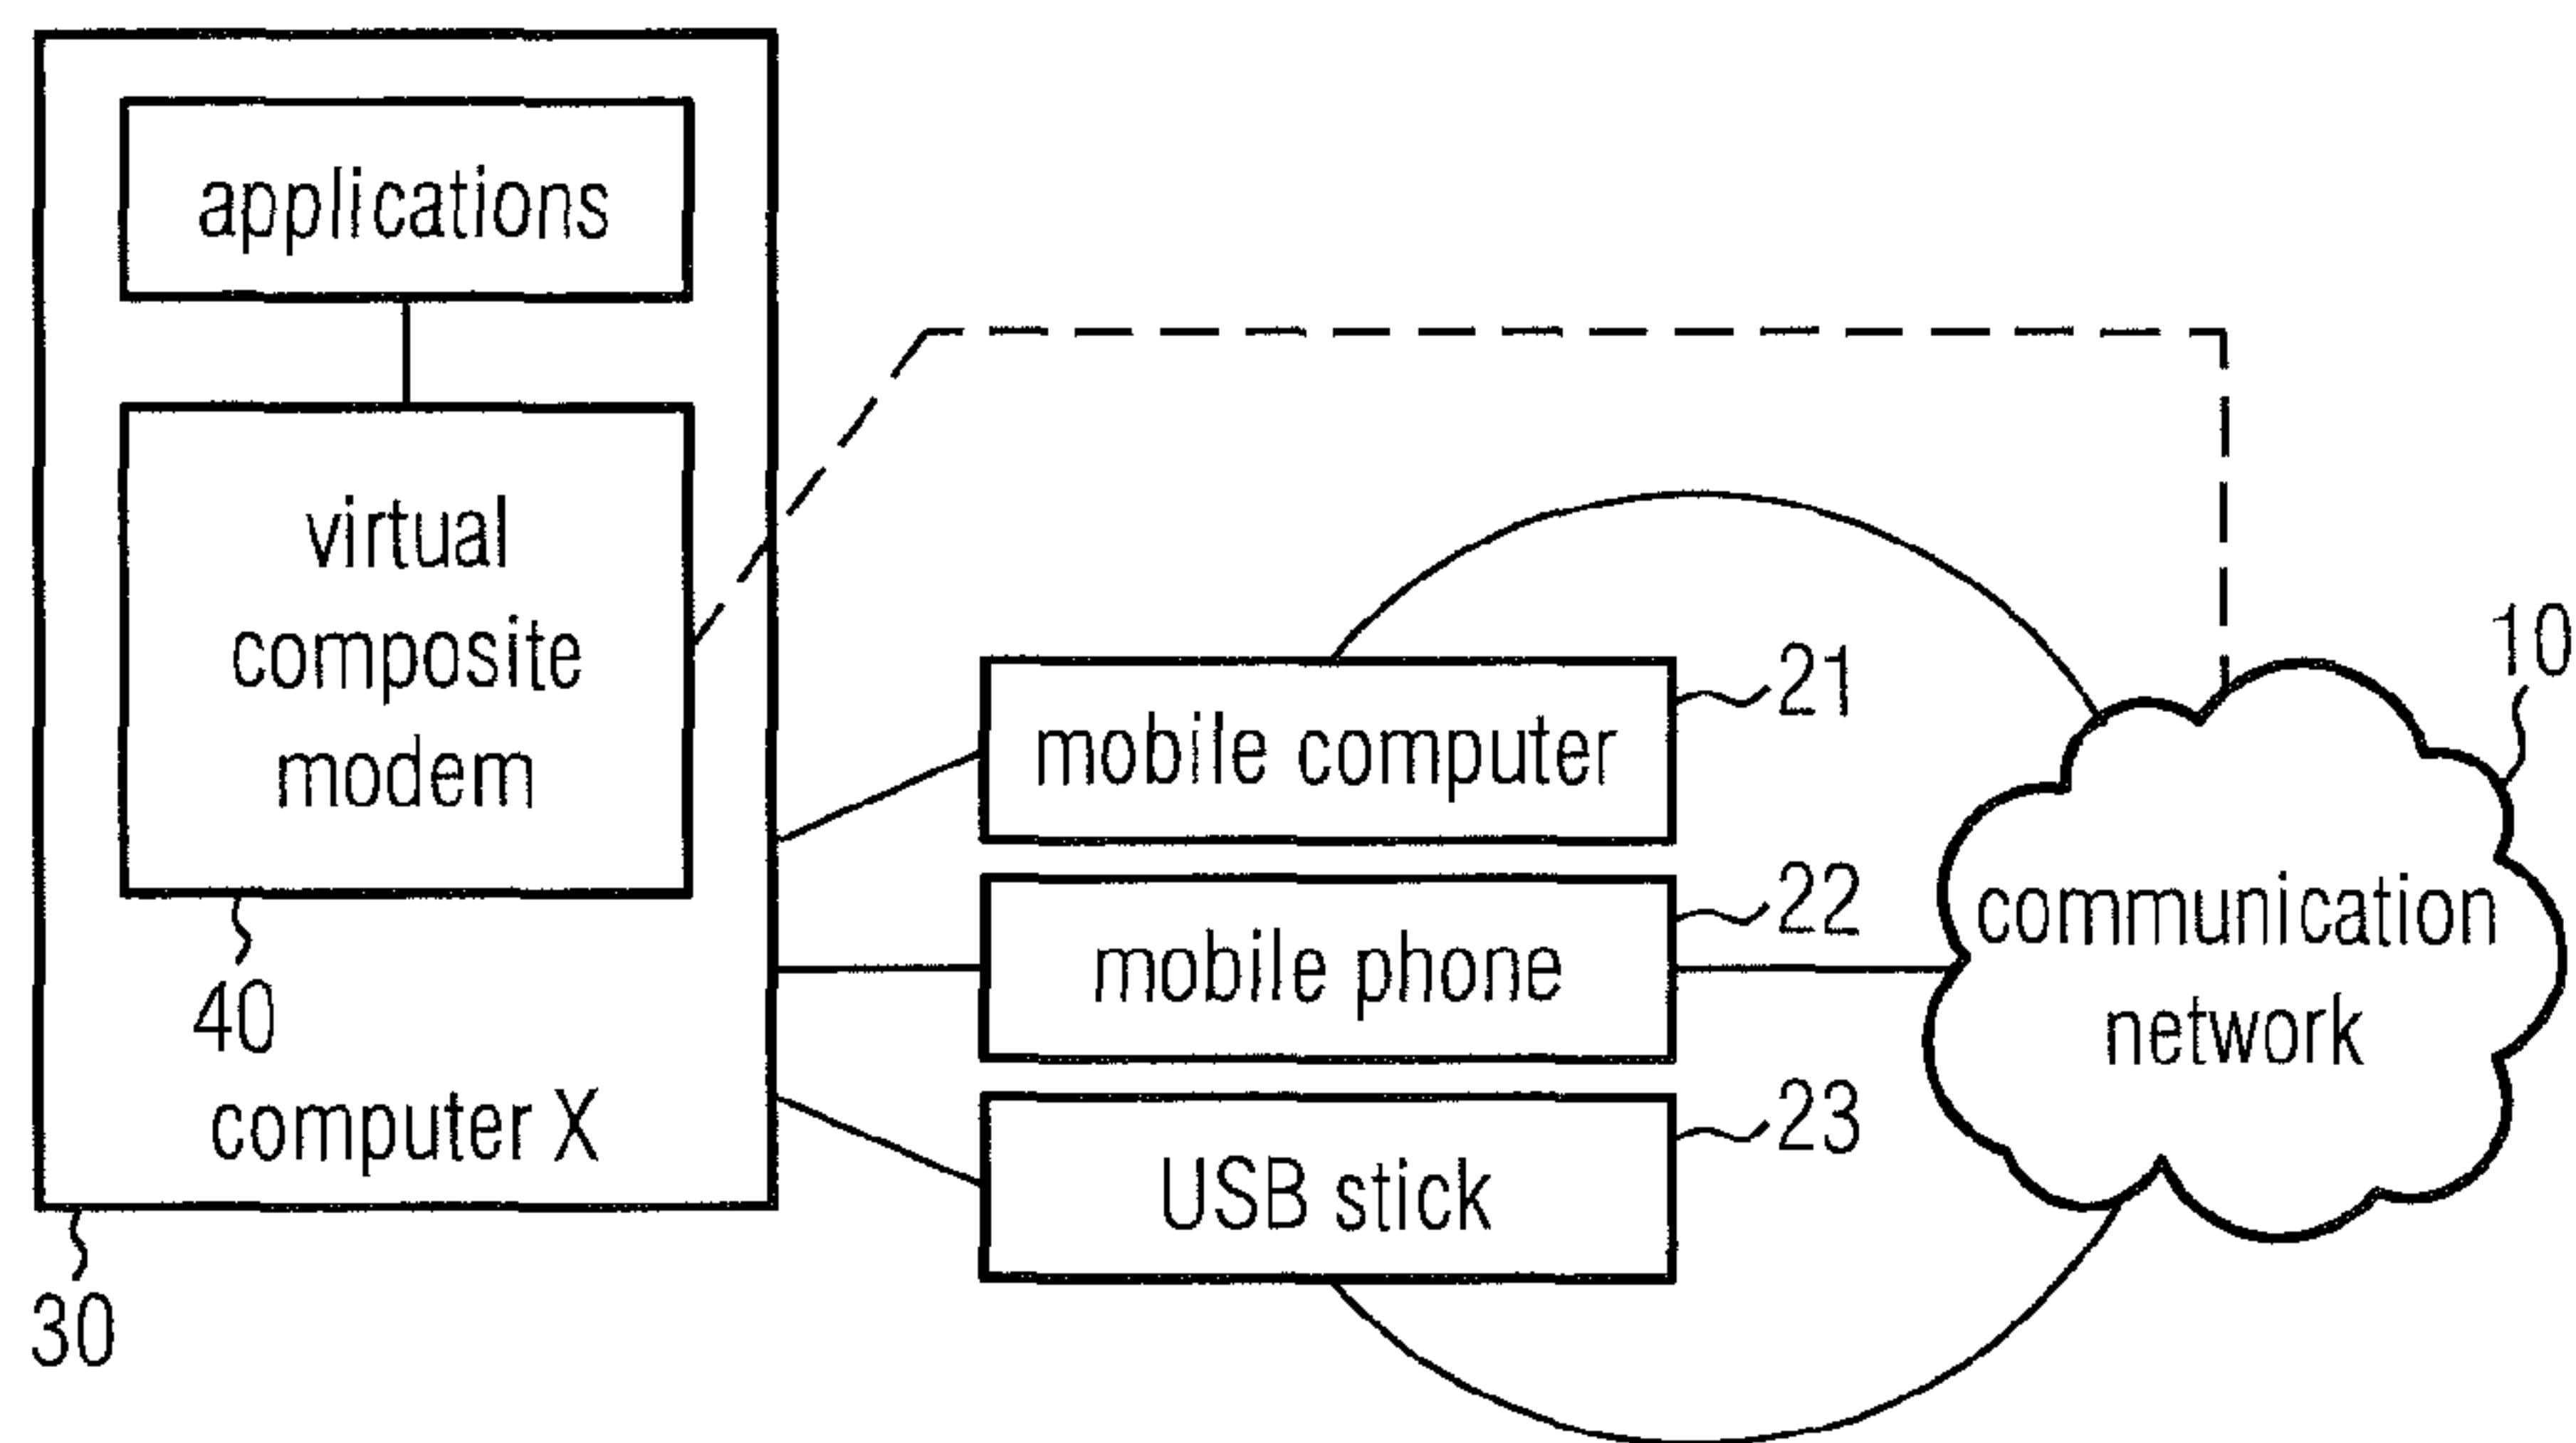 applications
virtual
composite
modem
40
computer X
30
mobile computer
21
mobile phone
22
USB stick
23
10
communication
network